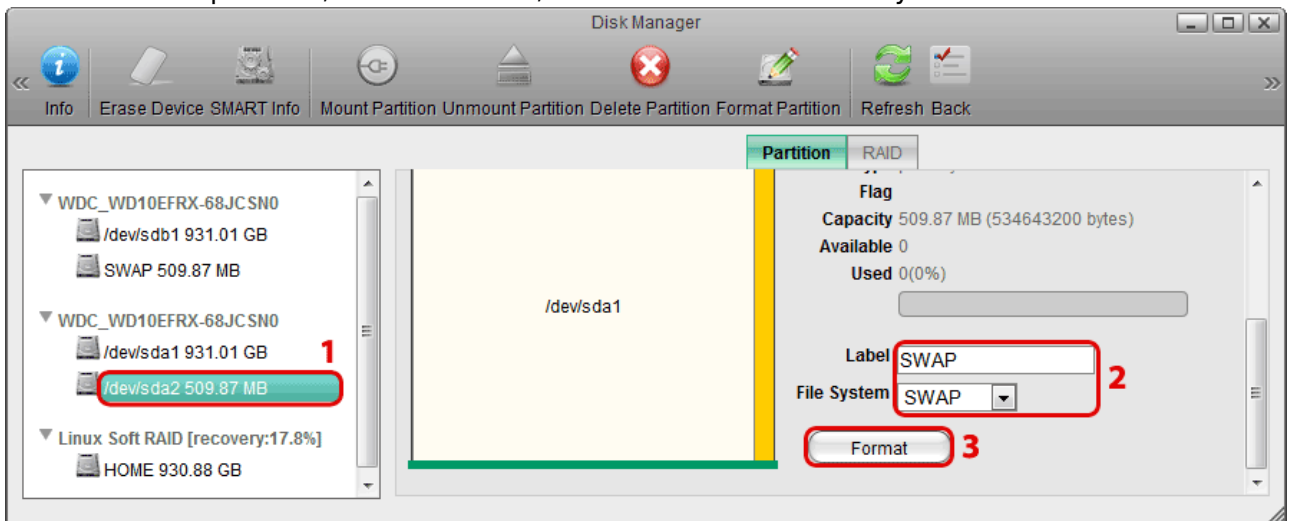 Disk Manager
Info Erase Device SMART Info Mount Partition Unmount Partition Delete Partition Format Partition Refresh Back
Partition RAID
WDC_WD10EFRX-68JCSN0
/dev/sdb1 931.01 GB
SWAP 509.87 MB
WDC_WD10EFRX-68JCSN0
/dev/sda1 931.01 GB
1
/dev/sda2 509.87 MB
Linux Soft RAID [recovery:17.8%]
HOME 930.88 GB
/dev/sda1
Flag
Capacity 509.87 MB (534643200 bytes)
Available 0
Used 0(0%)
Label SWAP
2
File System SWAP
Format 3